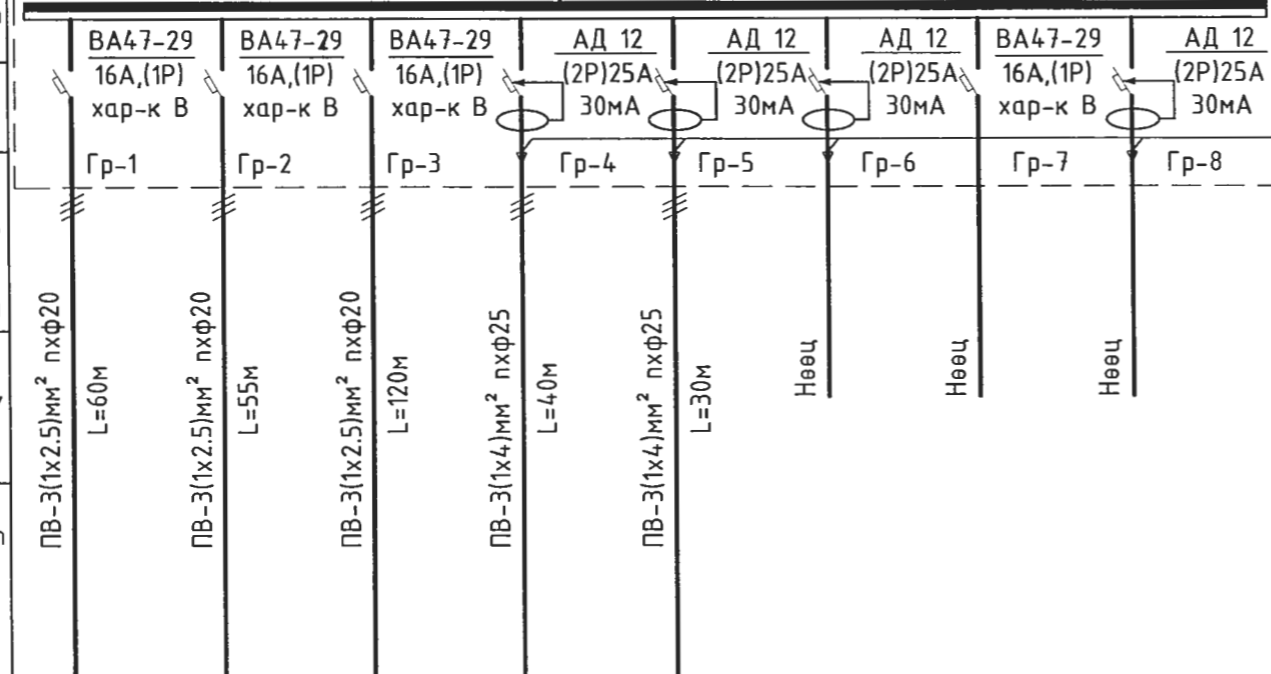 ВА47-29
16А,(1Р)
хар-к В
Гр-1
ВА47-29
16А,(1Р)
хар-к В
Гр-2
ВА47-29
16А,(1Р)
хар-к В
Гр-3
АД 12
(2Р)25А
30мА
Гр-4
АД 12
(2Р)25А
30мА
Гр-5
АД 12
(2Р)25А
30мА
Гр-6
ВА47-29
16А,(1Р)
хар-к В
Гр-7
АД 12
(2Р)25А
30мА
Гр-8
ПВ-3(1х2.5)мм² пхф20
L=60м
ПВ-3(1х2.5)мм² пхф20
L=55м
ПВ-3(1х2.5)мм² пхф20
L=120м
ПВ-3(1х4)мм² пхф25
L=40м
ПВ-3(1х4)мм² пхф25
L=30м
Нөөц
Нөөц
Нөөц